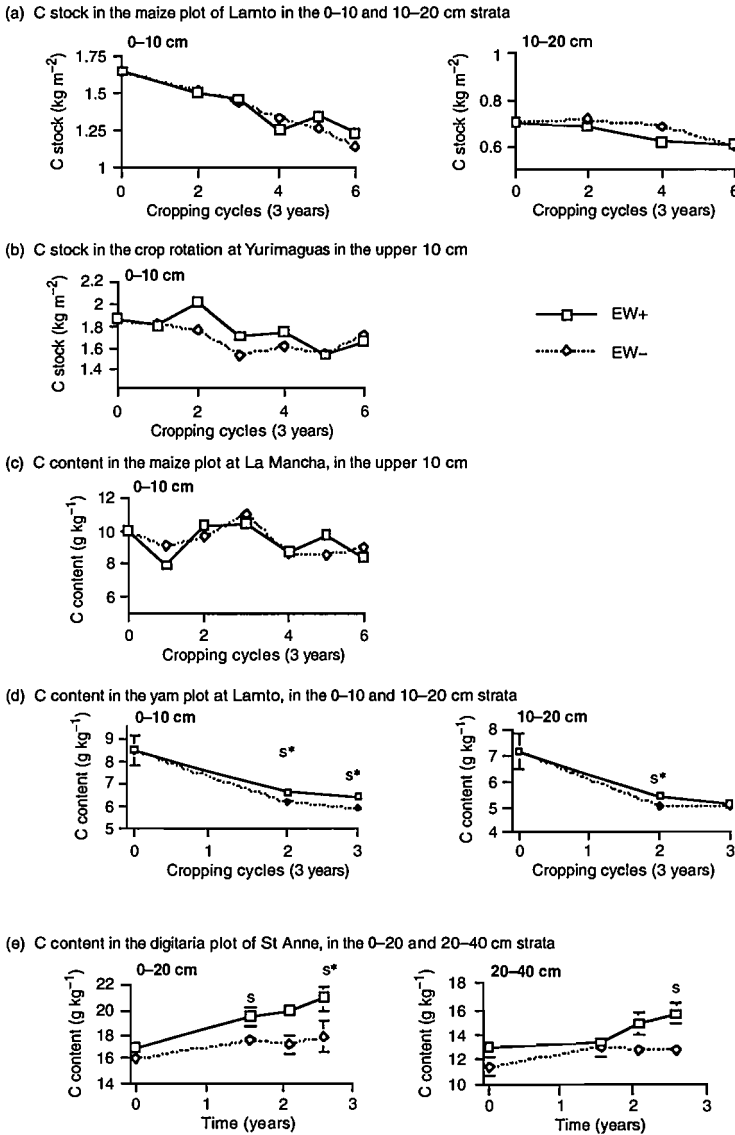 (a) C stock in the maize plot of Lamto in the 0–10 and 10–20 cm strata
0–10 cm
C stock (kg m⁻²)
1.75
1.5
1.25
1
0 2 4 6
Cropping cycles (3 years)
10–20 cm
C stock (kg m⁻²)
1
0.8
0.6
0 2 4 6
Cropping cycles (3 years)
(b) C stock in the crop rotation at Yurimaguas in the upper 10 cm
0–10 cm
C stock (kg m⁻²)
2.2
2
1.8
1.6
1.4
0 2 4 6
Cropping cycles (3 years)
EW+
EW–
(c) C content in the maize plot at La Mancha, in the upper 10 cm
0–10 cm
C content (g kg⁻¹)
12
10
8
6
0 2 4 6
Cropping cycles (3 years)
(d) C content in the yam plot at Lamto, in the 0–10 and 10–20 cm strata
0–10 cm
C content (g kg⁻¹)
9
8
7
6
5
s*
s*
0 1 2 3
Cropping cycles (3 years)
10–20 cm
C content (g kg⁻¹)
8
7
6
5
4
s*
0 1 2 3
Cropping cycles (3 years)
(e) C content in the digitaria plot of St Anne, in the 0–20 and 20–40 cm strata
0–20 cm
C content (g kg⁻¹)
22
20
18
16
14
s
s*
0 1 2 3
Time (years)
20–40 cm
C content (g kg⁻¹)
18
16
14
12
10
s
0 1 2 3
Time (years)